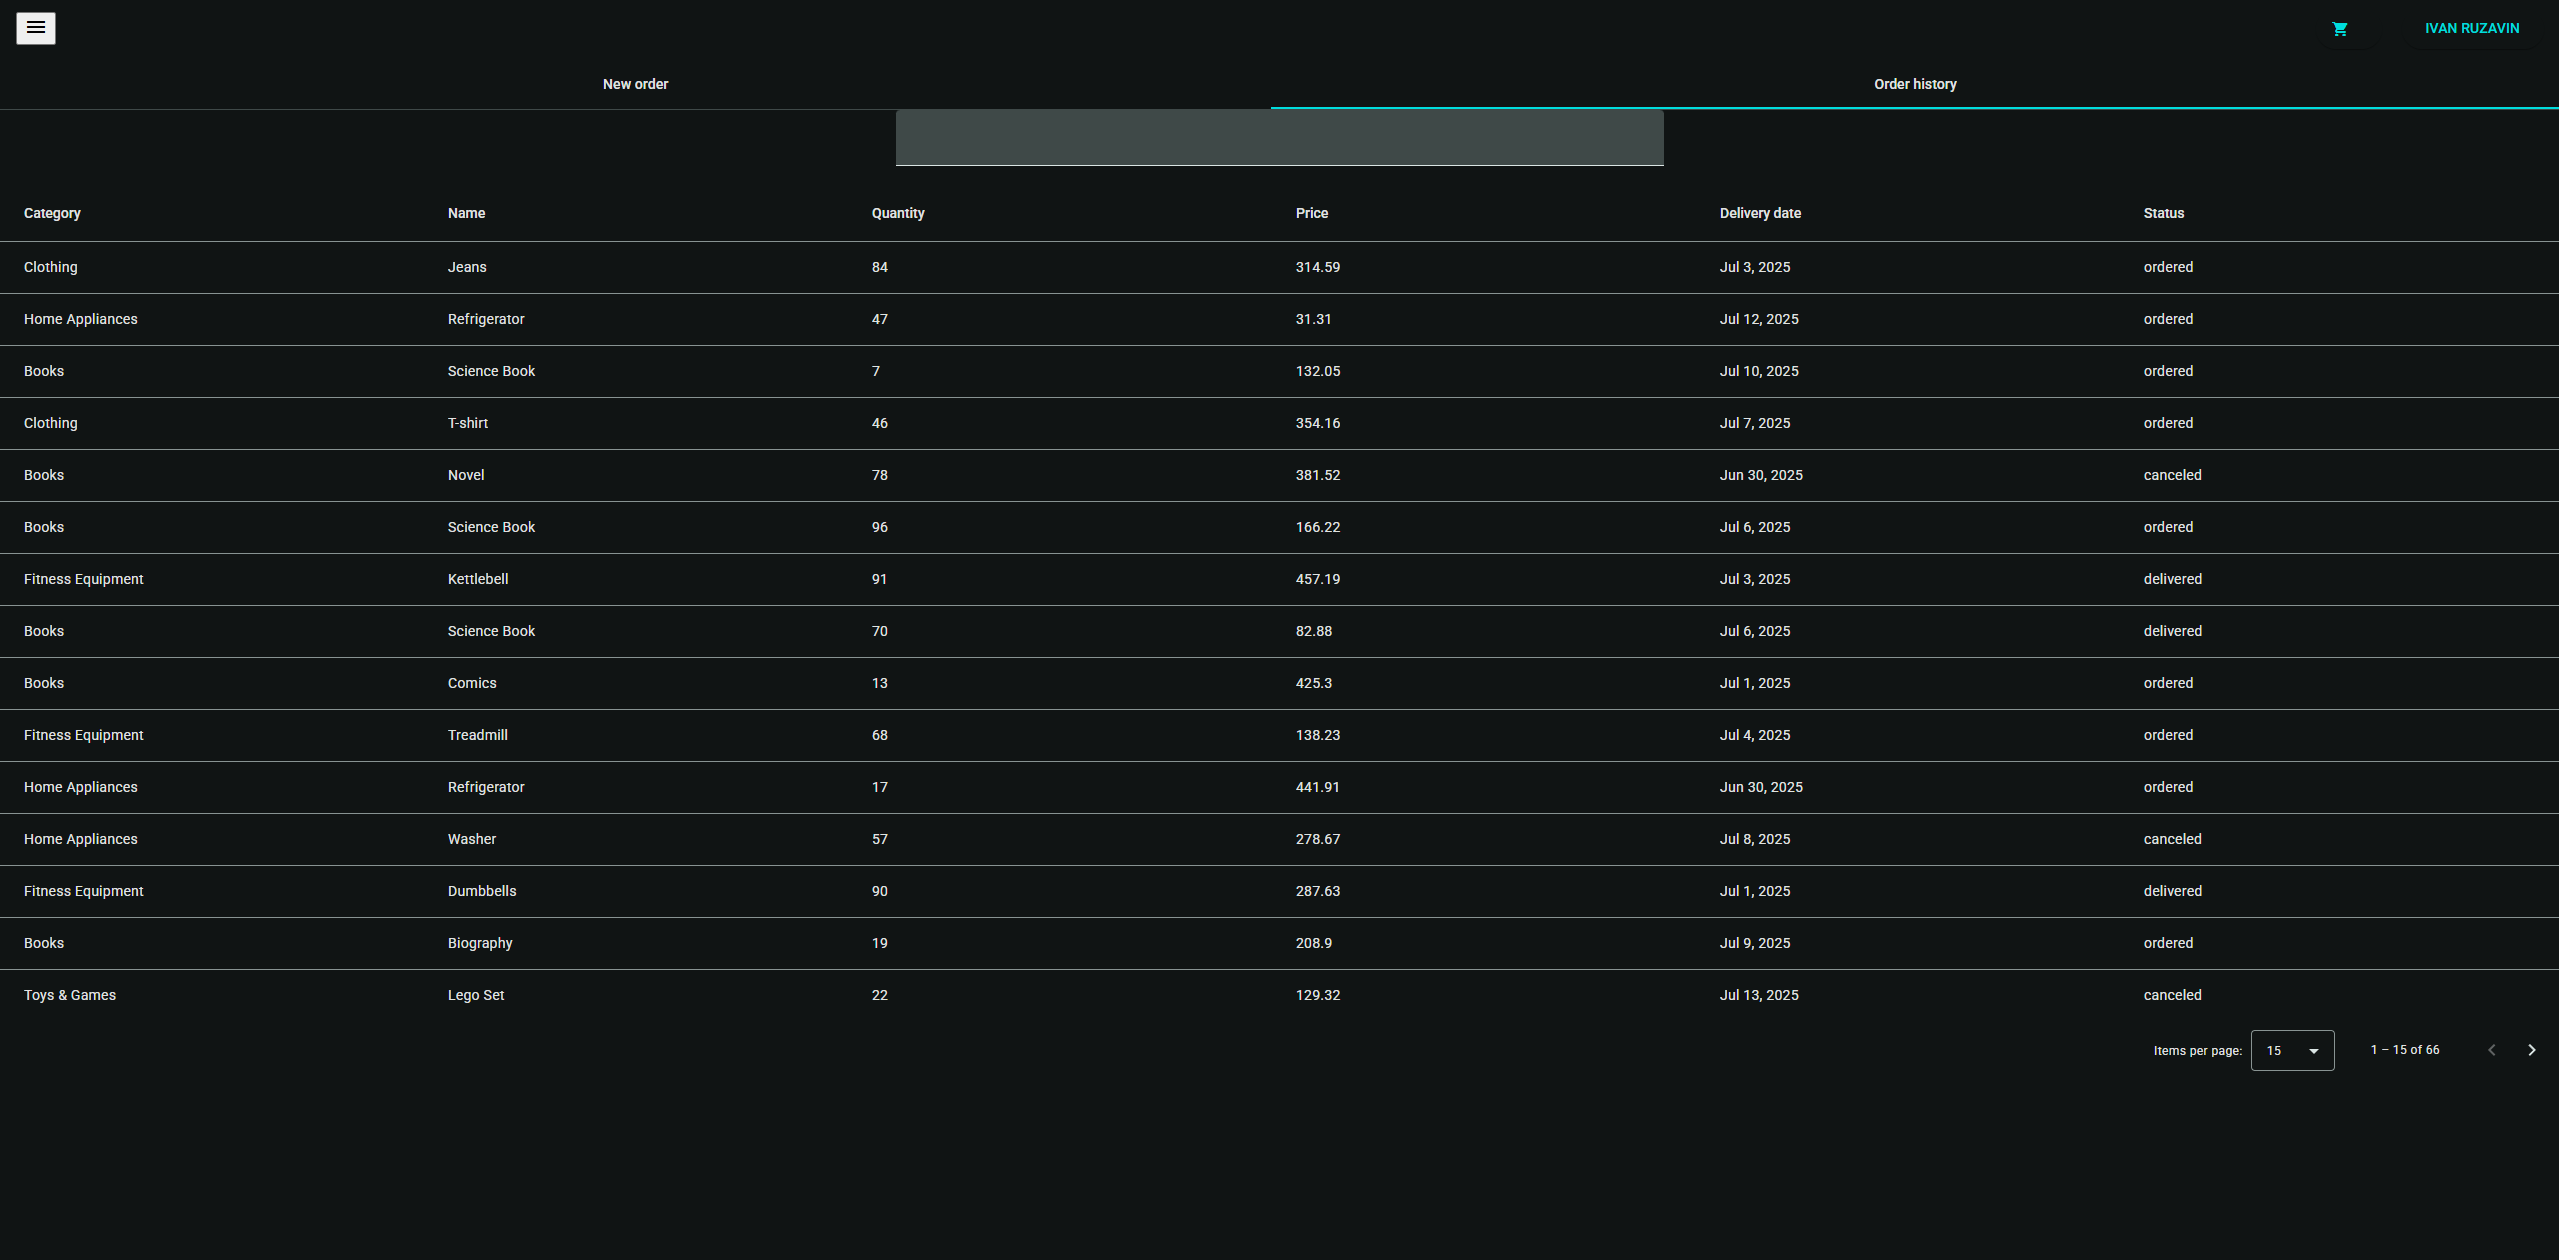 IVAN RUZAVIN
New order Order history
Category Name Quantity Price Delivery date Status
Clothing Jeans 84 314.59 Jul 3, 2025 ordered
Home Appliances Refrigerator 47 31.31 Jul 12, 2025 ordered
Books Science Book 7 132.05 Jul 10, 2025 ordered
Clothing T-shirt 46 354.16 Jul 7, 2025 ordered
Books Novel 78 381.52 Jun 30, 2025 canceled
Books Science Book 96 166.22 Jul 6, 2025 ordered
Fitness Equipment Kettlebell 91 457.19 Jul 3, 2025 delivered
Books Science Book 70 82.88 Jul 6, 2025 delivered
Books Comics 13 425.3 Jul 1, 2025 ordered
Fitness Equipment Treadmill 68 138.23 Jul 4, 2025 ordered
Home Appliances Refrigerator 17 441.91 Jun 30, 2025 ordered
Home Appliances Washer 57 278.67 Jul 8, 2025 canceled
Fitness Equipment Dumbbells 90 287.63 Jul 1, 2025 delivered
Books Biography 19 208.9 Jul 9, 2025 ordered
Toys & Games Lego Set 22 129.32 Jul 13, 2025 canceled
Items per page: 15 1 – 15 of 66